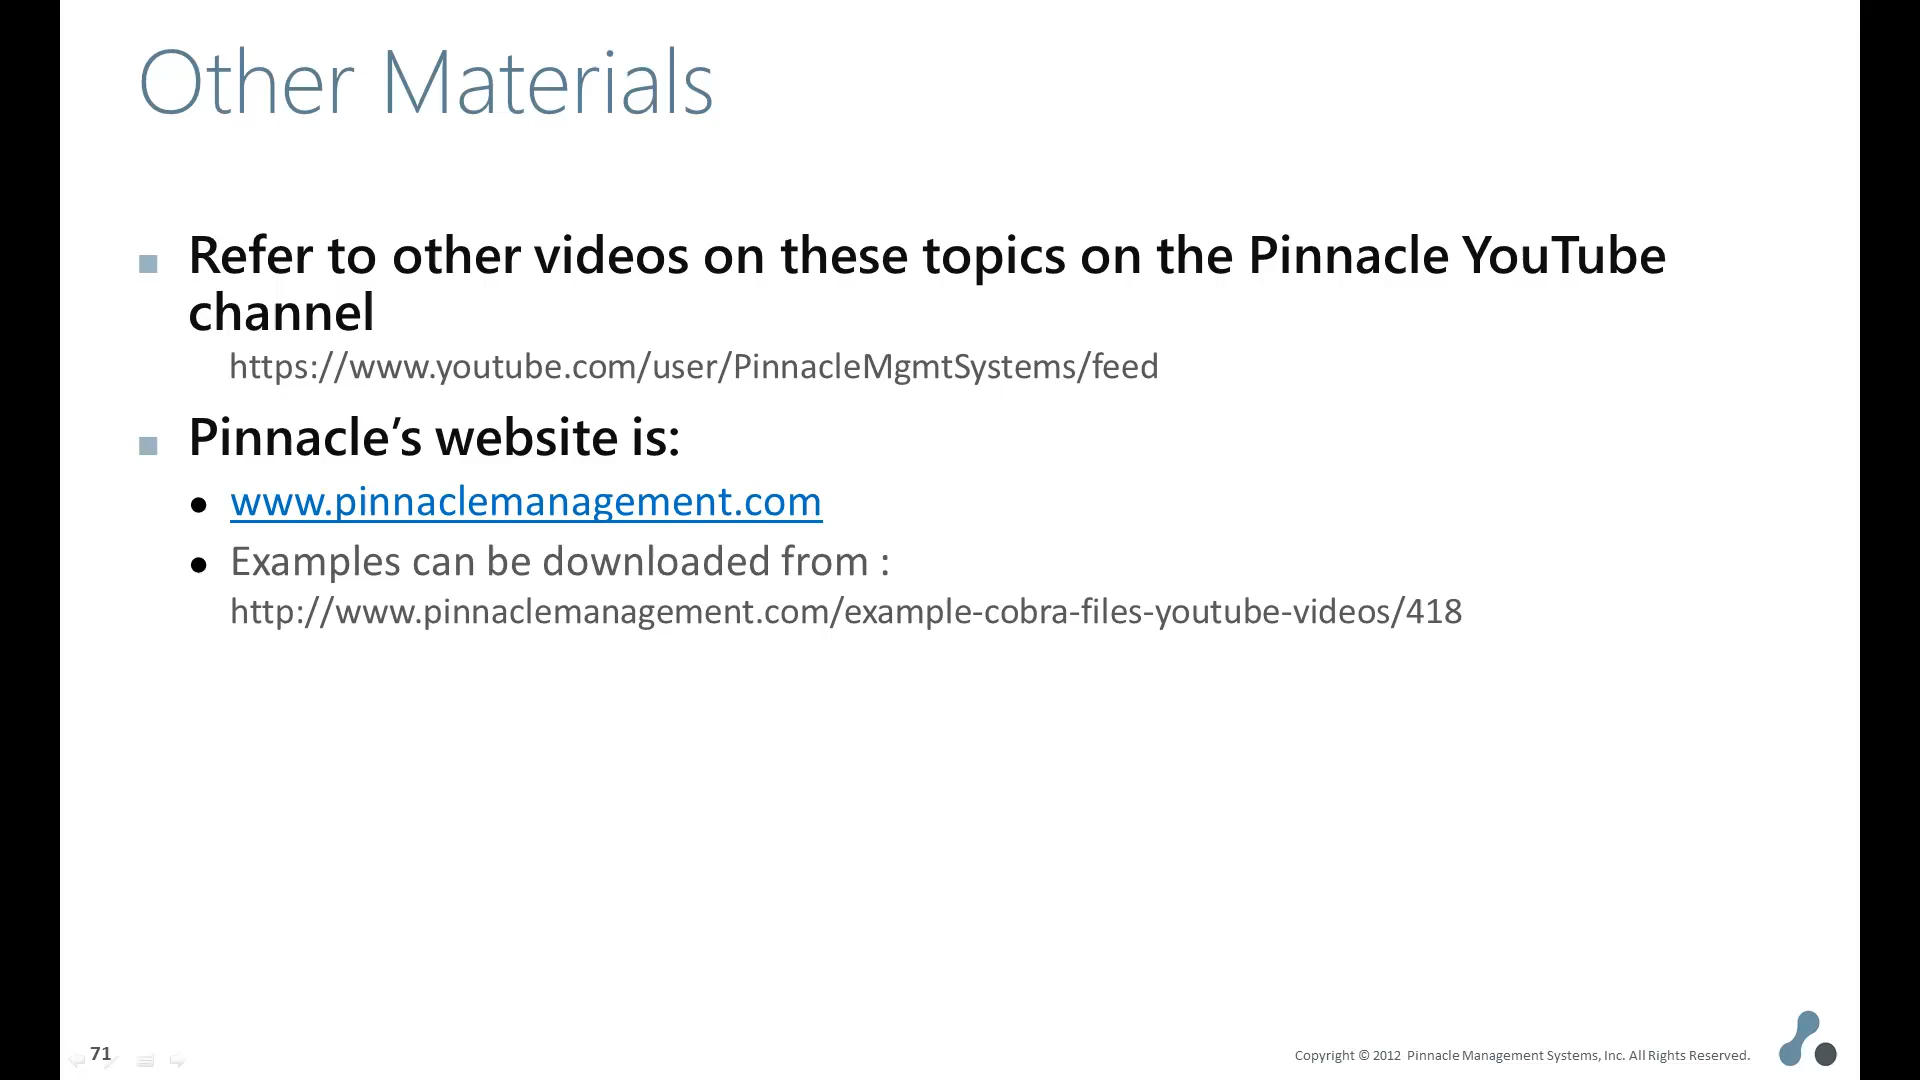 Other Materials
Refer to other videos on these topics on the Pinnacle YouTube
channel
https://www.youtube.com/user/PinnacleMgmtSystems/feed
Pinnacle’s website is:
www.pinnaclemanagement.com
Examples can be downloaded from :
http://www.pinnaclemanagement.com/example-cobra-files-youtube-videos/418
71
Copyright © 2012 Pinnacle Management Systems, Inc. All Rights Reserved.